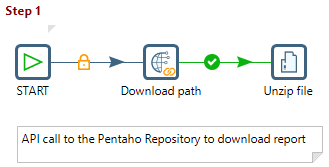 Step 1
START
Download path
Unzip file
API call to the Pentaho Repository to download report